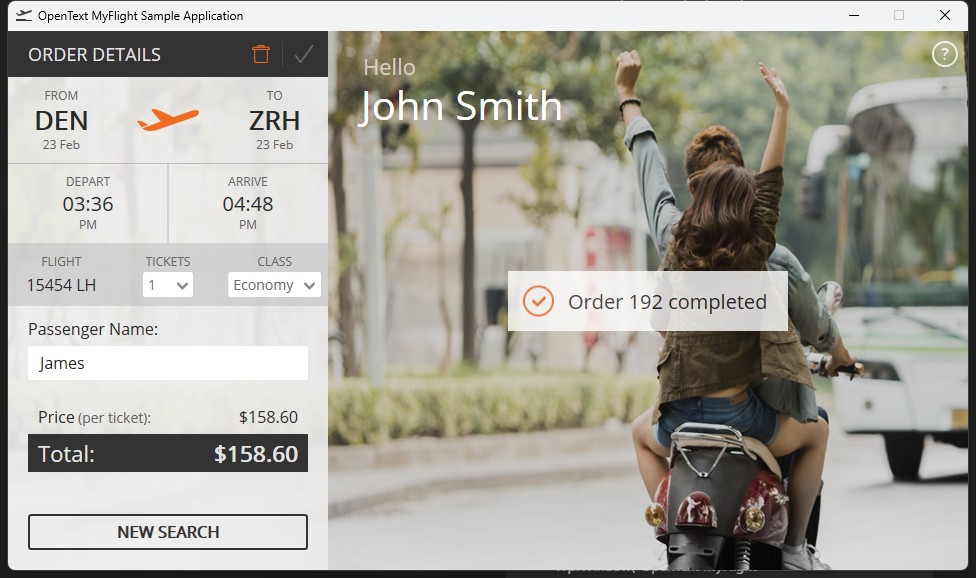 OpenText MyFlight Sample Application
ORDER DETAILS
FROM
TO
DEN
ZRH
23 Feb
23 Feb
DEPART
ARRIVE
03:36
04:48
PM
PM
FLIGHT
TICKETS
CLASS
15454 LH
1
Economy
Passenger Name:
James
Price (per ticket):
$158.60
Total:
$158.60
NEW SEARCH
Hello
John Smith
?
Order 192 completed